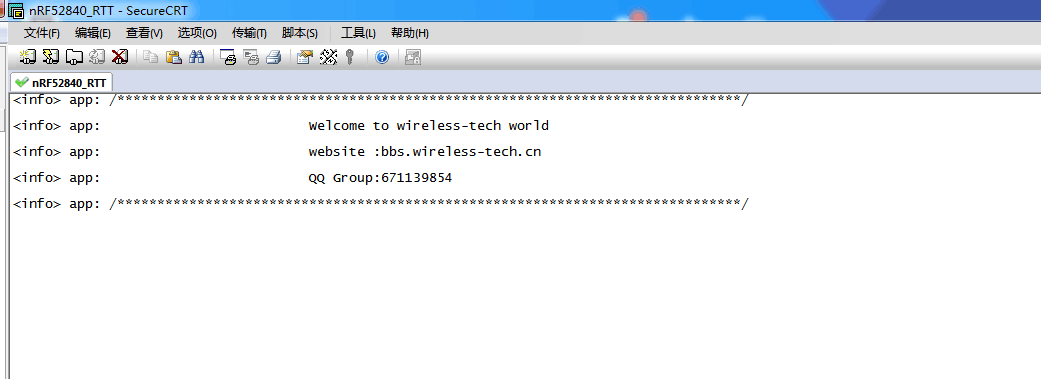 nRF52840_RTT - SecureCRT
文件(F) 编辑(E) 查看(V) 选项(O) 传输(T) 脚本(S) 工具(L) 帮助(H)
nRF52840_RTT
<info> app: /******************************************************************************/
<info> app: Welcome to wireless-tech world
<info> app: website :bbs.wireless-tech.cn
<info> app: QQ Group:671139854
<info> app: /******************************************************************************/